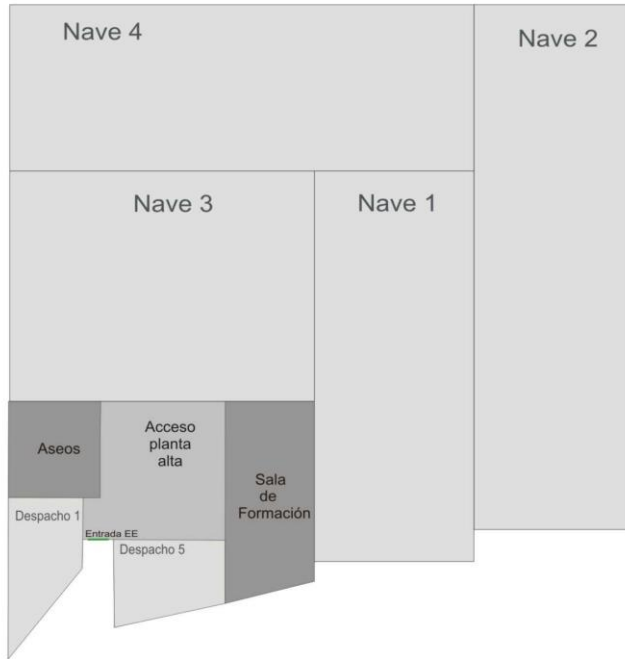 Nave 4
Nave 2
Nave 3
Nave 1
Acceso
planta
alta
Aseos
Sala
de
Formación
Despacho 1
Entrada EE
Despacho 5